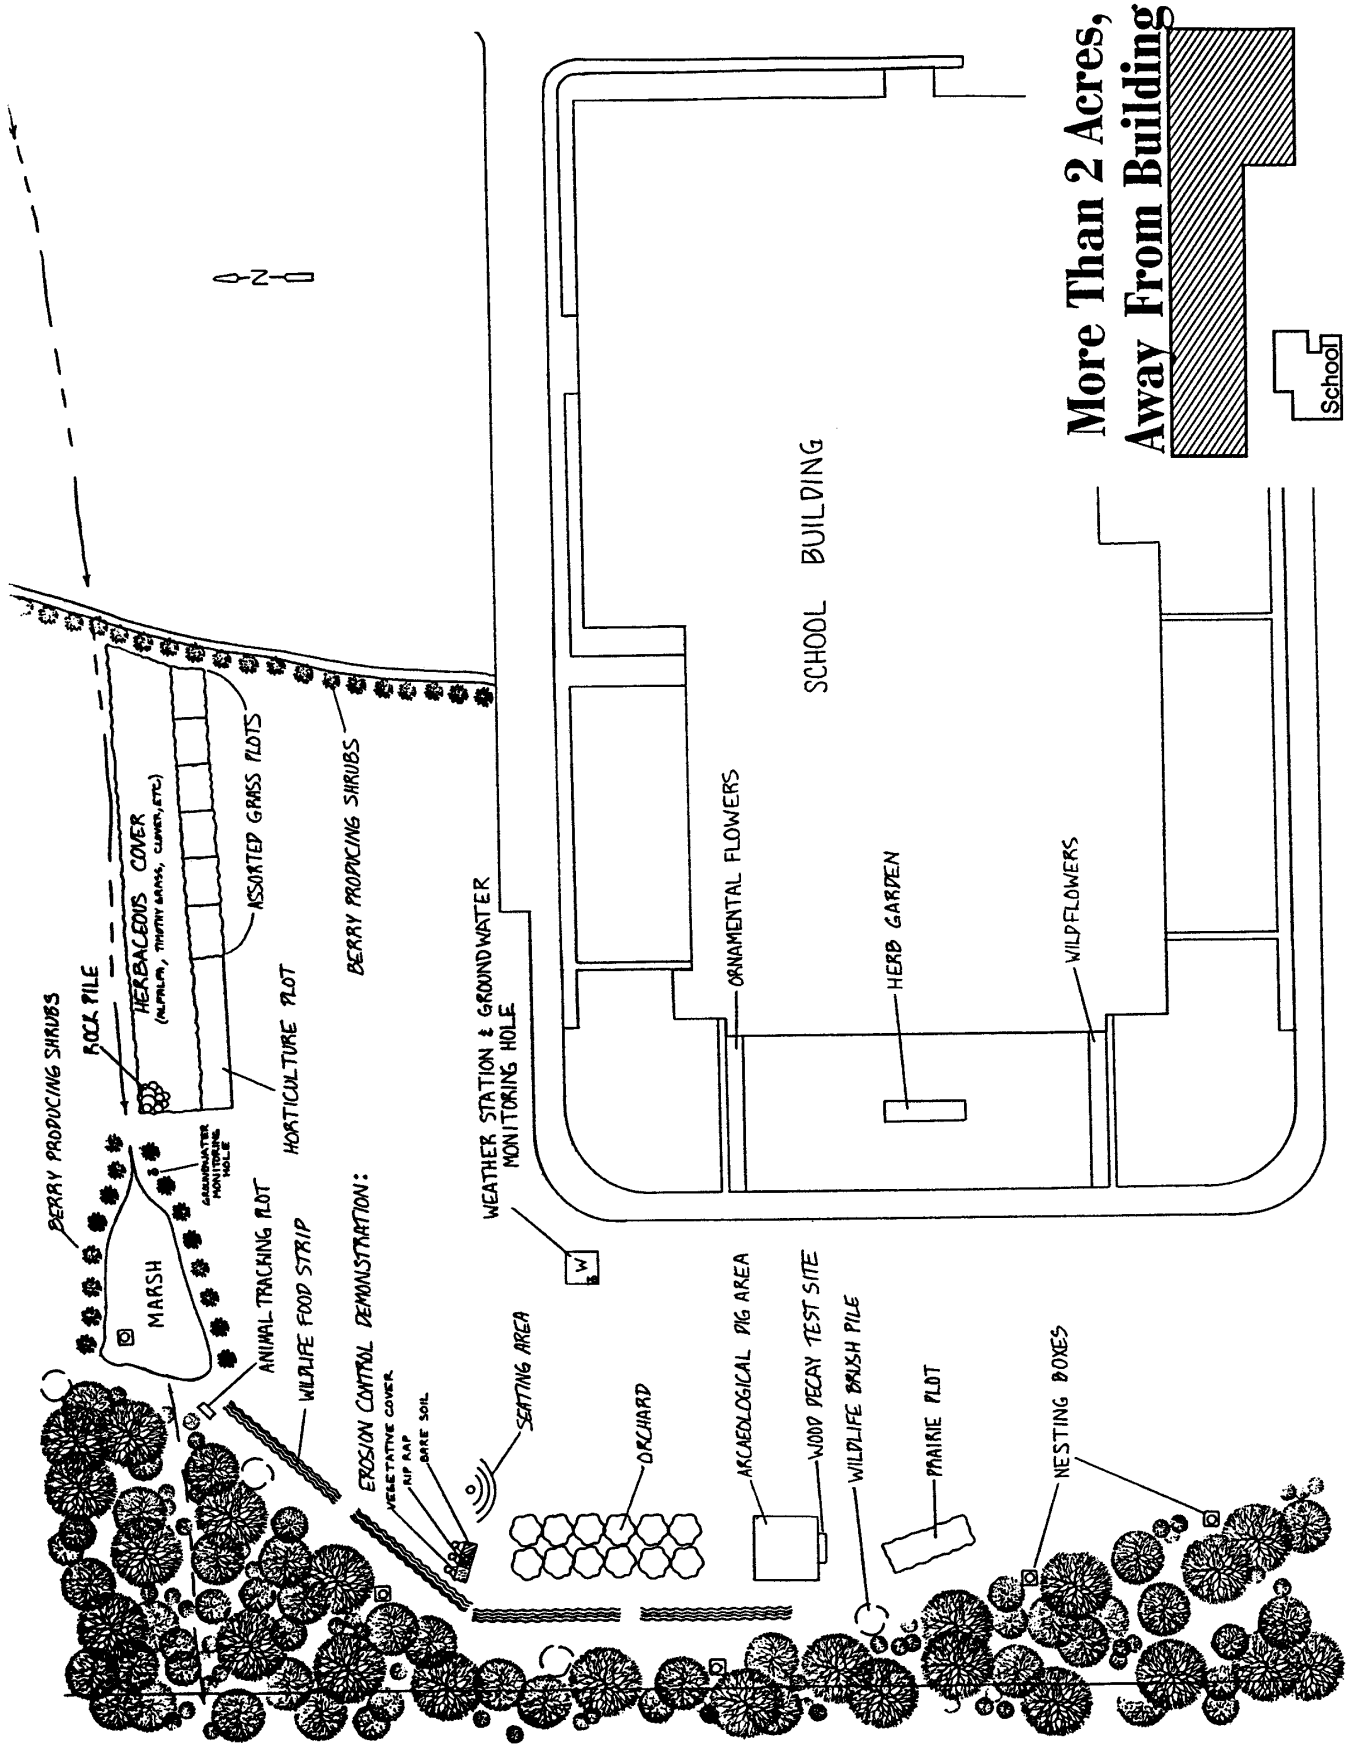 More Than 2 Acres,
Away From Building
School
N
SCHOOL BUILDING
BERRY PRODUCING SHRUBS
ROCK PILE
HERBACEOUS COVER
(ALFALFA, TIMOTHY GRASS, CLOVER, ETC.)
ASSORTED GRASS PLOTS
BERRY PRODUCING SHRUBS
HORTICULTURE PLOT
GROUNDWATER
MONITORING
HOLE
MARSH
ANIMAL TRACKING PLOT
WILDLIFE FOOD STRIP
EROSION CONTROL DEMONSTRATION:
VEGETATIVE COVER
RIP RAP
BARE SOIL
WEATHER STATION & GROUNDWATER
MONITORING HOLE
W
SEATING AREA
ORCHARD
ORNAMENTAL FLOWERS
HERB GARDEN
WILDFLOWERS
ARCAEOLOGICAL DIG AREA
WOOD DECAY TEST SITE
WILDLIFE BRUSH PILE
PRAIRIE PLOT
NESTING BOXES